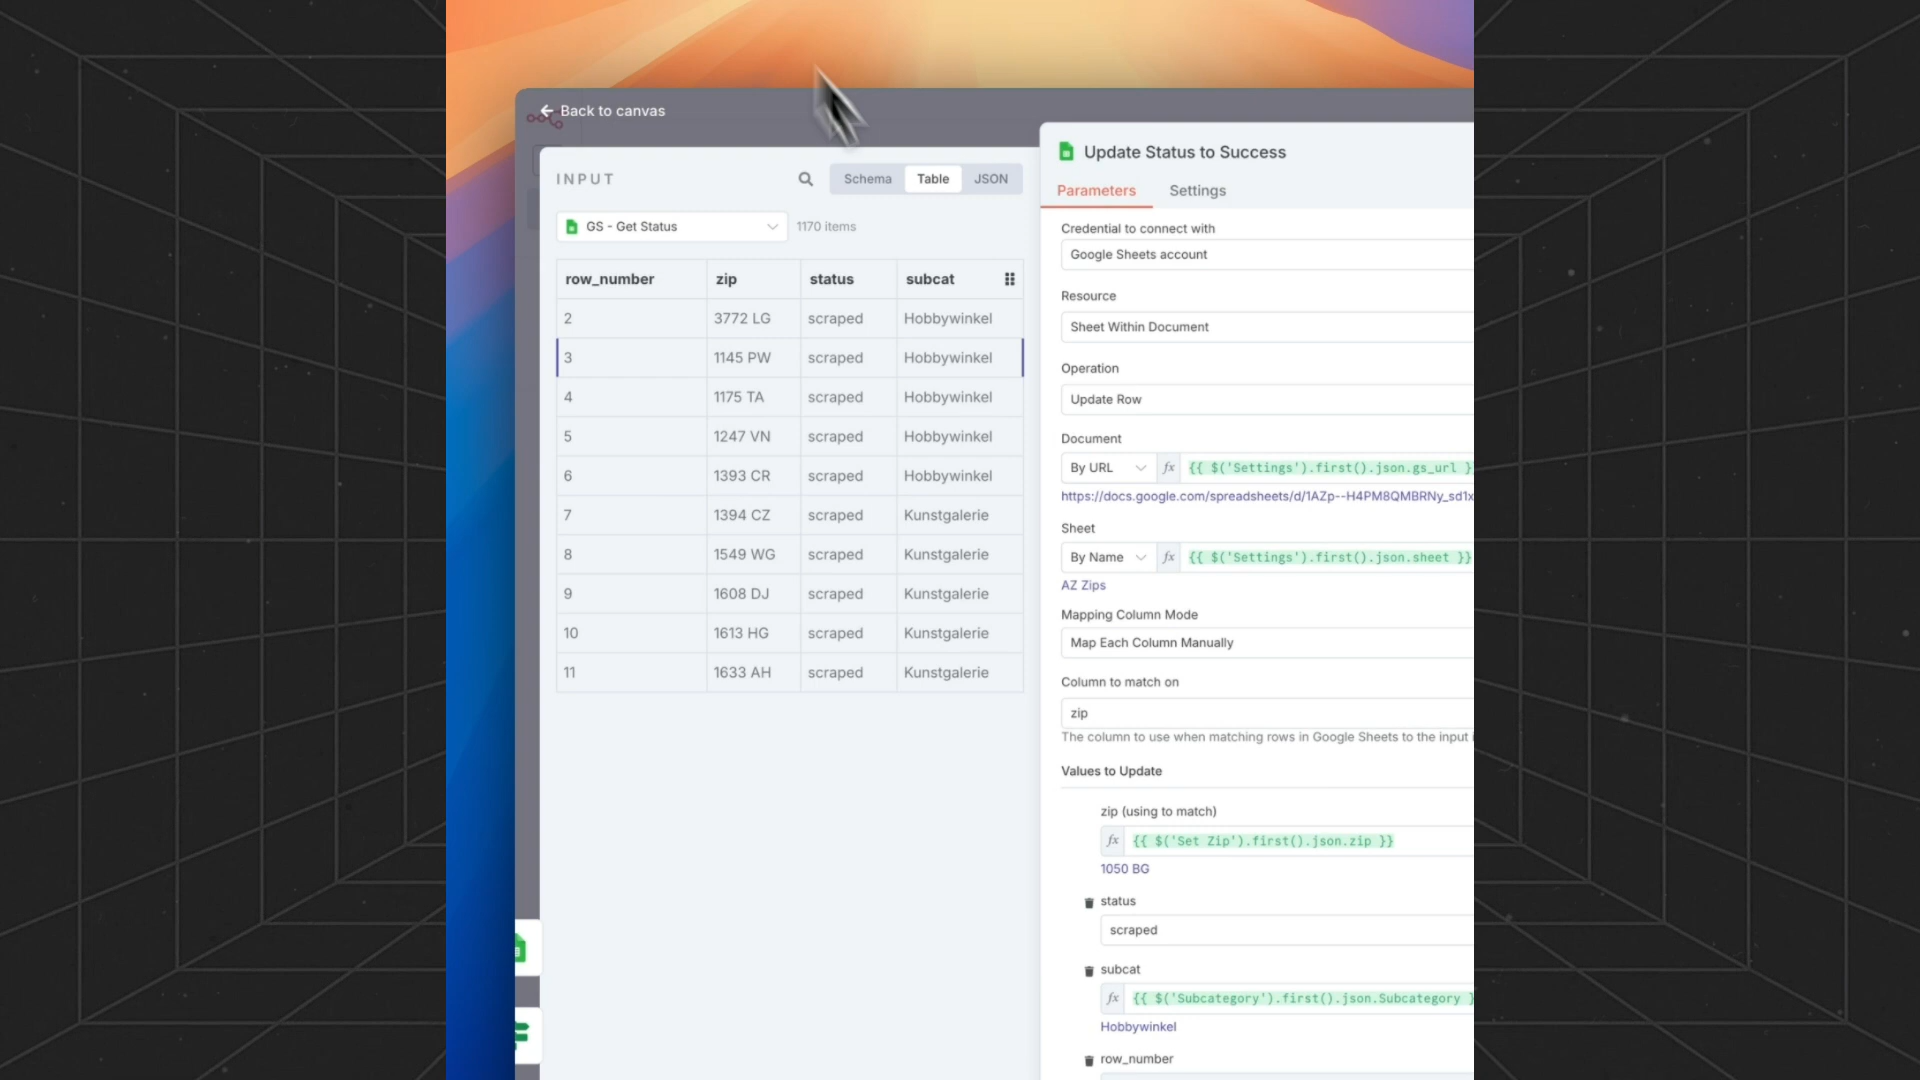 Back to canvas
INPUT
Schema
Table
JSON
GS - Get Status
1170 items
row_number zip status subcat
2 3772 LG scraped Hobbywinkel
3 1145 PW scraped Hobbywinkel
4 1175 TA scraped Hobbywinkel
5 1247 VN scraped Hobbywinkel
6 1393 CR scraped Hobbywinkel
7 1394 CZ scraped Kunstgalerie
8 1549 WG scraped Kunstgalerie
9 1608 DJ scraped Kunstgalerie
10 1613 HG scraped Kunstgalerie
11 1633 AH scraped Kunstgalerie
Update Status to Success
Parameters
Settings
Credential to connect with
Google Sheets account
Resource
Sheet Within Document
Operation
Update Row
Document
By URL fx {{ $('Settings').first().json.gs_url }
https://docs.google.com/spreadsheets/d/1AZp--H4PM8QMBRNy_sd1x
Sheet
By Name fx {{ $('Settings').first().json.sheet }}
AZ Zips
Mapping Column Mode
Map Each Column Manually
Column to match on
zip
The column to use when matching rows in Google Sheets to the input
Values to Update
zip (using to match)
fx {{ $('Set Zip').first().json.zip }}
1050 BG
status
scraped
subcat
fx {{ $('Subcategory').first().json.Subcategory }
Hobbywinkel
row_number